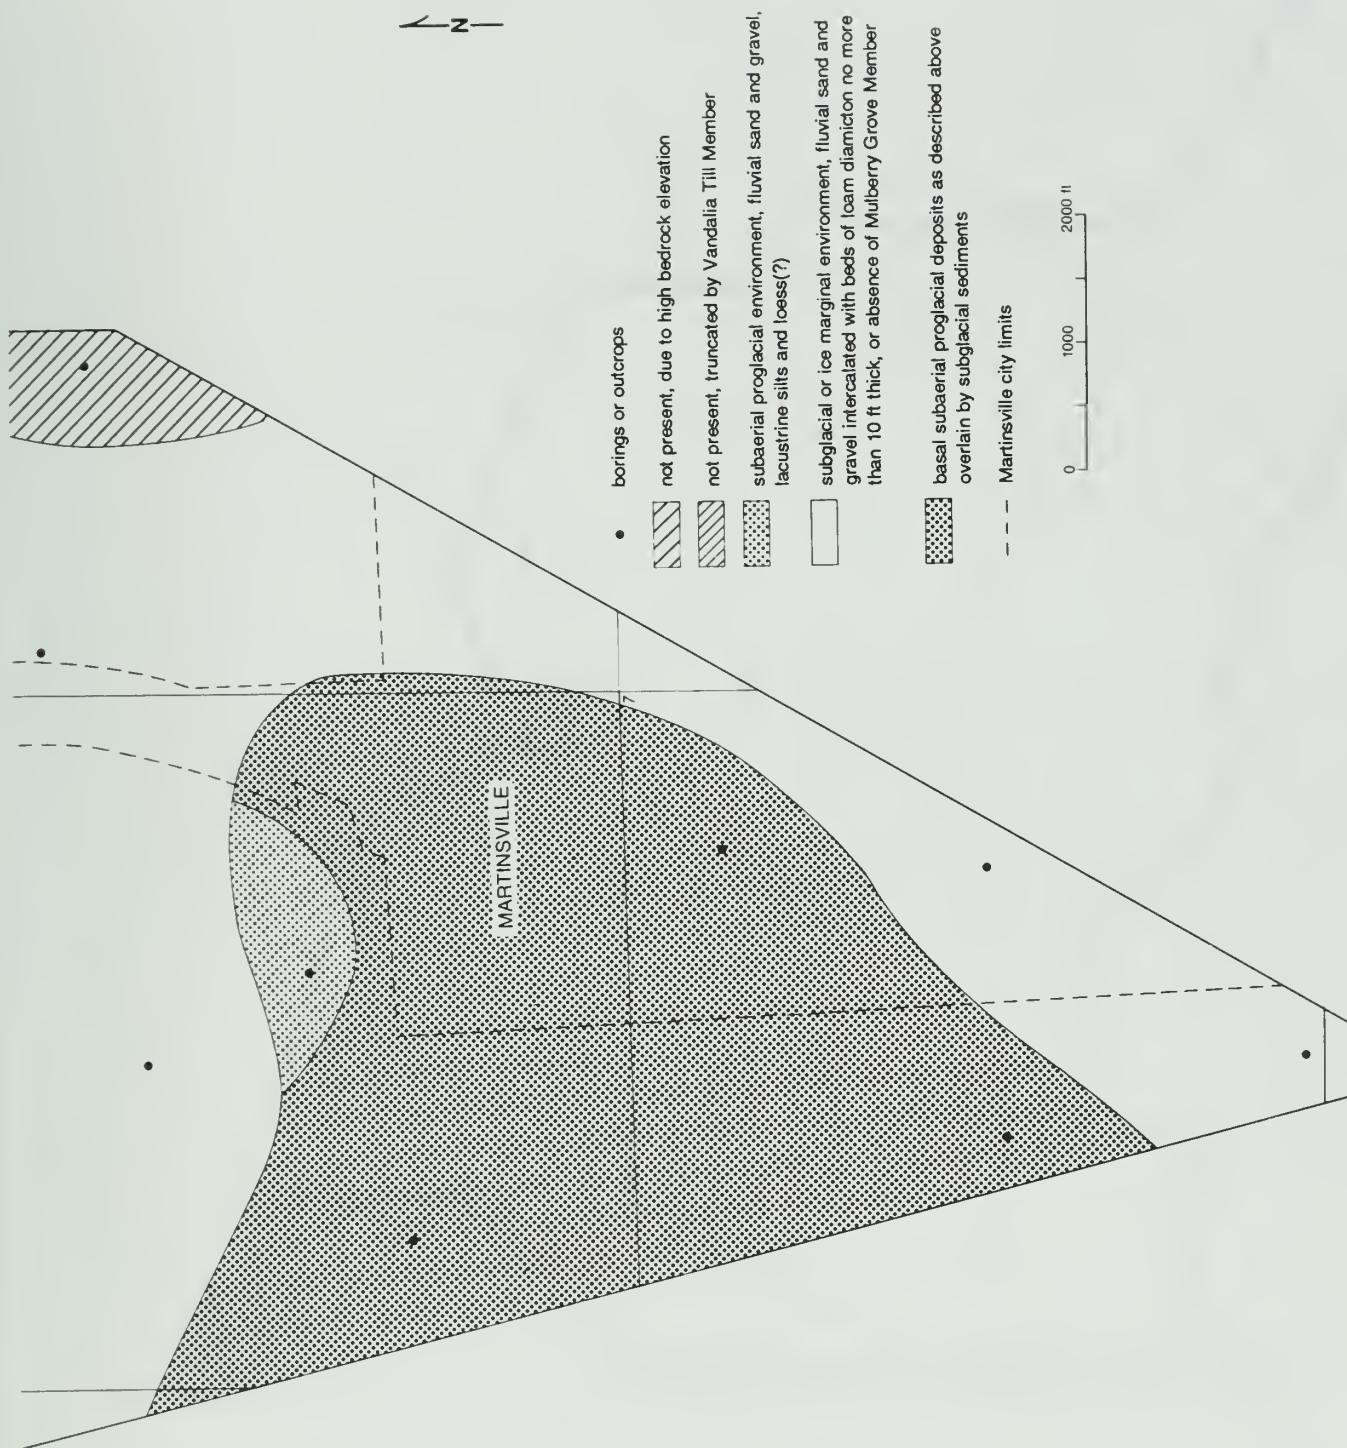 N
MARTINSVILLE
7
borings or outcrops
not present, due to high bedrock elevation
not present, truncated by Vandalia Till Member
subaerial proglacial environment, fluvial sand and gravel,
lacustrine silts and loess(?)
subglacial or ice marginal environment, fluvial sand and
gravel intercalated with beds of loam diamicton no more
than 10 ft thick, or absence of Mulberry Grove Member
basal subaerial proglacial deposits as described above
overlain by subglacial sediments
Martinsville city limits
0 1000 2000 ft